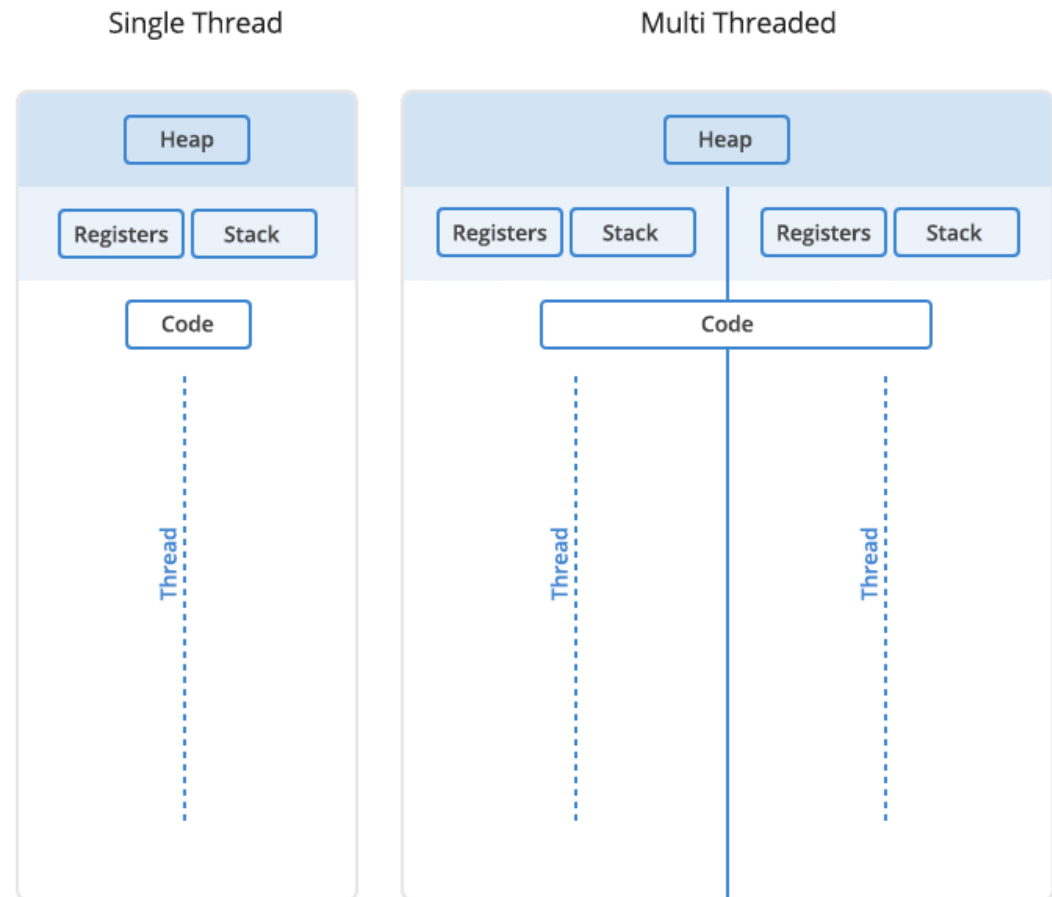 Single Thread
Multi Threaded
Heap
Registers
Stack
Code
Thread
Heap
Registers
Stack
Registers
Stack
Code
Thread
Thread